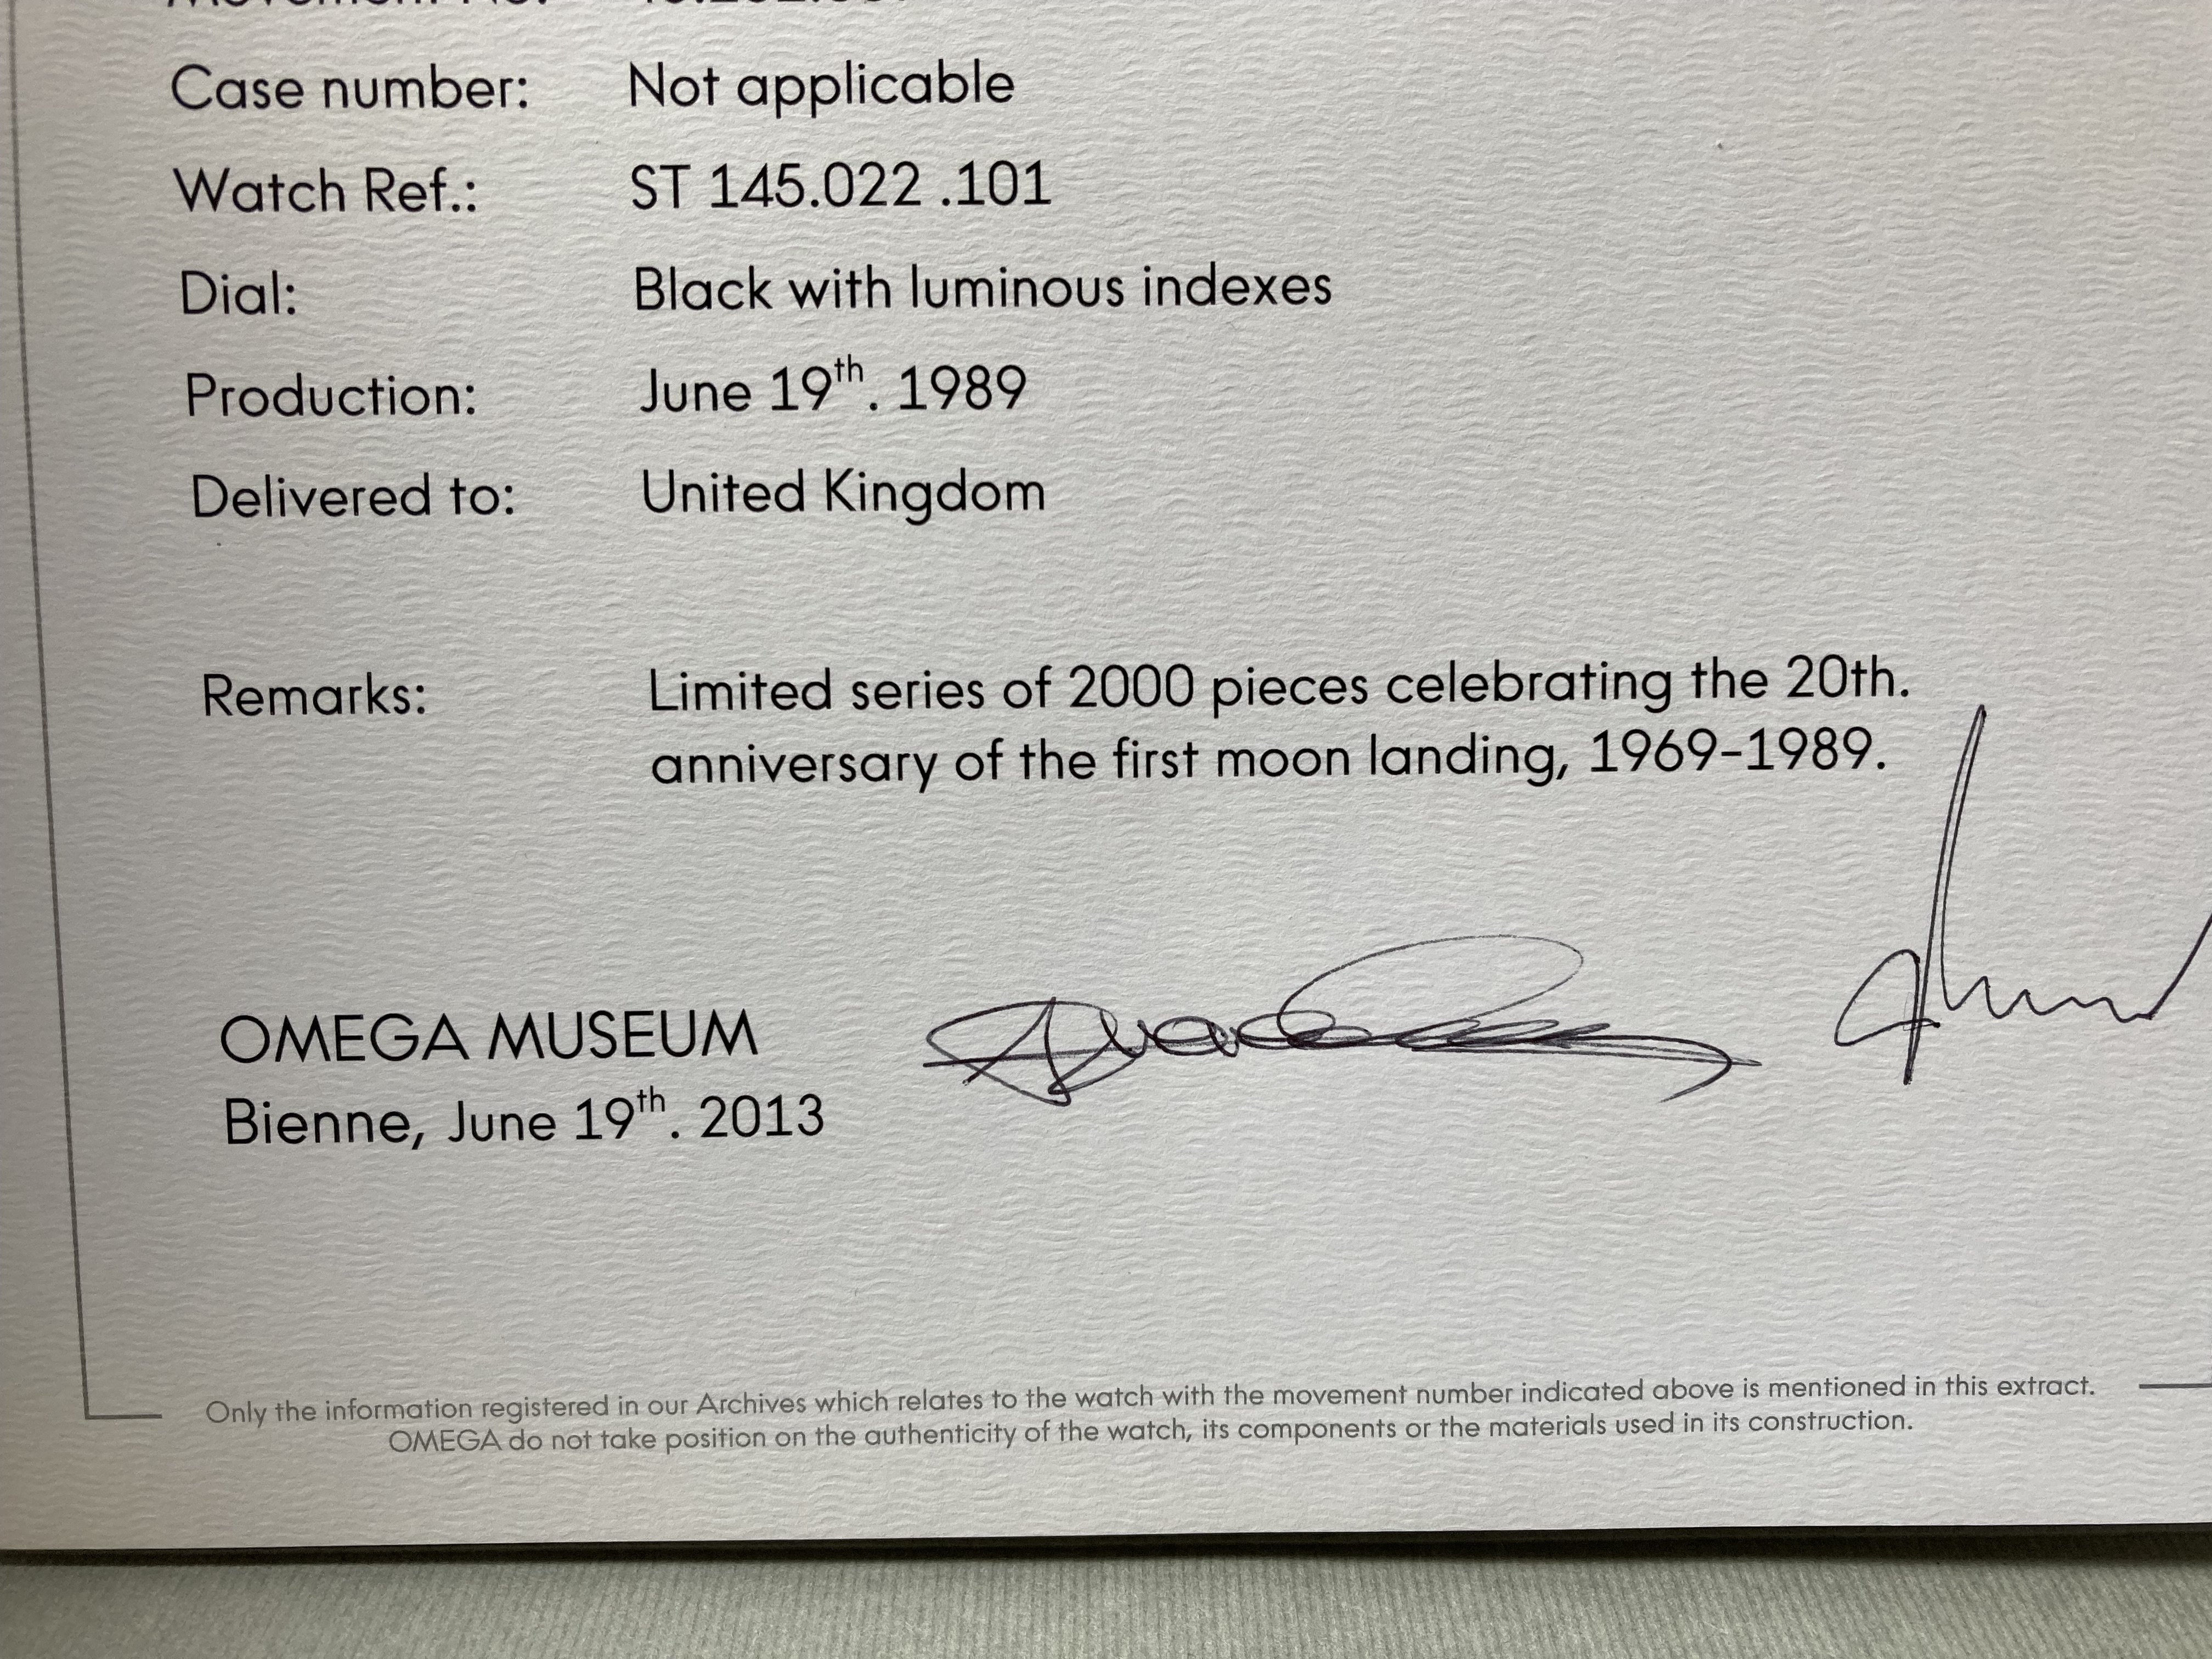 Case number: Not applicable
Watch Ref.: ST 145.022 .101
Dial: Black with luminous indexes
Production: June 19th. 1989
Delivered to: United Kingdom
Remarks: Limited series of 2000 pieces celebrating the 20th.
anniversary of the first moon landing, 1969-1989.
OMEGA MUSEUM
Bienne, June 19th. 2013
Only the information registered in our Archives which relates to the watch with the movement number indicated above is mentioned in this extract.
OMEGA do not take position on the authenticity of the watch, its components or the materials used in its construction.